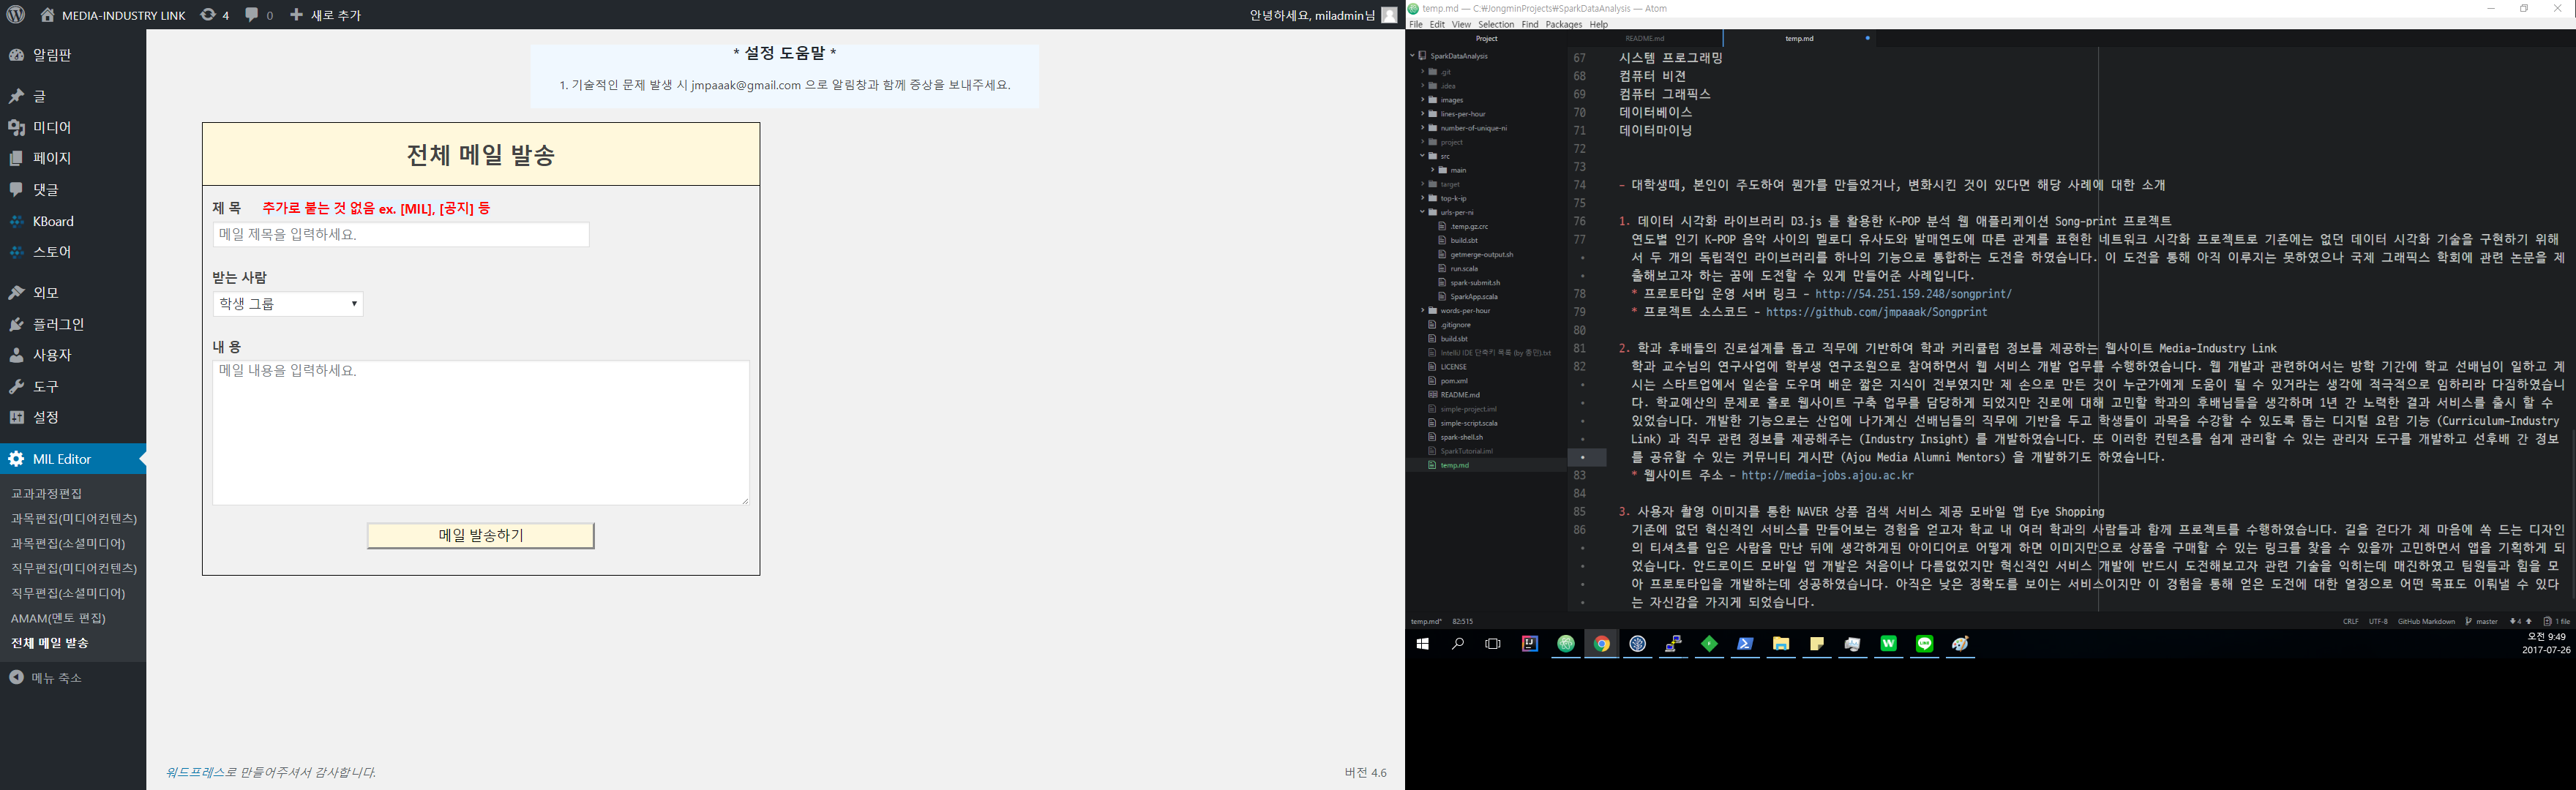 MEDIA-INDUSTRY LINK 4 0 새로 추가
안녕하세요, miladmin님
알림판
글
미디어
페이지
댓글
KBoard
스토어
외모
플러그인
사용자
도구
설정
MIL Editor
교과과정편집
과목편집(미디어컨텐츠)
과목편집(소셜미디어)
직무편집(미디어컨텐츠)
직무편집(소셜미디어)
AMAM(멘토 편집)
전체 메일 발송
메뉴 축소
* 설정 도움말 *
1. 기술적인 문제 발생 시 jmpaaak@gmail.com 으로 알림창과 함께 증상을 보내주세요.
전체 메일 발송
제 목 추가로 붙는 것 없음 ex. [MIL], [공지] 등
메일 제목을 입력하세요.
받는 사람
학생 그룹
내 용
메일 내용을 입력하세요.
메일 발송하기
워드프레스로 만들어주셔서 감사합니다.
버전 4.6
temp.md — C:₩JongminProjects₩SparkDataAnalysis — Atom
File Edit View Selection Find Packages Help
Project
README.md
temp.md
SparkDataAnalysis
.git
.idea
images
lines-per-hour
number-of-unique-ni
project
src
main
target
top-k-ip
urls-per-ni
.temp.gz.crc
build.sbt
getmerge-output.sh
run.scala
spark-submit.sh
SparkApp.scala
words-per-hour
.gitignore
build.sbt
IntelliJ IDE 단축키 목록 (by 종민).txt
LICENSE
pom.xml
README.md
simple-project.iml
simple-script.scala
spark-shell.sh
SparkTutorial.iml
temp.md
67 시스템 프로그래밍
68 컴퓨터 비젼
69 컴퓨터 그래픽스
70 데이터베이스
71 데이터마이닝
72
73
74 - 대학생때, 본인이 주도하여 뭔가를 만들었거나, 변화시킨 것이 있다면 해당 사례에 대한 소개
75
76 1. 데이터 시각화 라이브러리 D3.js 를 활용한 K-POP 분석 웹 애플리케이션 Song-print 프로젝트
77 연도별 인기 K-POP 음악 사이의 멜로디 유사도와 발매연도에 따른 관계를 표현한 네트워크 시각화 프로젝트로 기존에는 없던 데이터 시각화 기술을 구현하기 위해
서 두 개의 독립적인 라이브러리를 하나의 기능으로 통합하는 도전을 하였습니다. 이 도전을 통해 아직 이루지는 못하였으나 국제 그래픽스 학회에 관련 논문을 제
출해보고자 하는 꿈에 도전할 수 있게 만들어준 사례입니다.
78 * 프로토타입 운영 서버 링크 - http://54.251.159.248/songprint/
79 * 프로젝트 소스코드 - https://github.com/jmpaaak/Songprint
80
81 2. 학과 후배들의 진로설계를 돕고 직무에 기반하여 학과 커리큘럼 정보를 제공하는 웹사이트 Media-Industry Link
82 학과 교수님의 연구사업에 학부생 연구조원으로 참여하면서 웹 서비스 개발 업무를 수행하였습니다. 웹 개발과 관련하여서는 방학 기간에 학교 선배님이 일하고 계
시는 스타트업에서 일손을 도우며 배운 짧은 지식이 전부였지만 제 손으로 만든 것이 누군가에게 도움이 될 수 있거라는 생각에 적극적으로 임하리라 다짐하였습니
다. 학교예산의 문제로 홀로 웹사이트 구축 업무를 담당하게 되었지만 진로에 대해 고민할 학과의 후배님들을 생각하며 1년 간 노력한 결과 서비스를 출시 할 수
있었습니다. 개발한 기능으로는 산업에 나가계신 선배님들의 직무에 기반을 두고 학생들이 과목을 수강할 수 있도록 돕는 디지털 요람 기능 (Curriculum-Industry
Link) 과 직무 관련 정보를 제공해주는 (Industry Insight) 를 개발하였습니다. 또 이러한 컨텐츠를 쉽게 관리할 수 있는 관리자 도구를 개발하고 선후배 간 정보
를 공유할 수 있는 커뮤니티 게시판 (Ajou Media Alumni Mentors) 을 개발하기도 하였습니다.
83 * 웹사이트 주소 - http://media-jobs.ajou.ac.kr
84
85 3. 사용자 촬영 이미지를 통한 NAVER 상품 검색 서비스 제공 모바일 앱 Eye Shopping
86 기존에 없던 혁신적인 서비스를 만들어보는 경험을 얻고자 학교 내 여러 학과의 사람들과 함께 프로젝트를 수행하였습니다. 길을 걷다가 제 마음에 쏙 드는 디자인
의 티셔츠를 입은 사람을 만난 뒤에 생각하게된 아이디어로 어떻게 하면 이미지만으로 상품을 구매할 수 있는 링크를 찾을 수 있을까 고민하면서 앱을 기획하게 되
었습니다. 안드로이드 모바일 앱 개발은 처음이나 다름없었지만 혁신적인 서비스 개발에 반드시 도전해보고자 관련 기술을 익히는데 매진하였고 팀원들과 힘을 모
아 프로토타입을 개발하는데 성공하였습니다. 아직은 낮은 정확도를 보이는 서비스이지만 이 경험을 통해 얻은 도전에 대한 열정으로 어떤 목표도 이뤄낼 수 있다
는 자신감을 가지게 되었습니다.
temp.md* 82:515
CRLF UTF-8 GitHub Markdown master 4 1 file
오전 9:49
2017-07-26